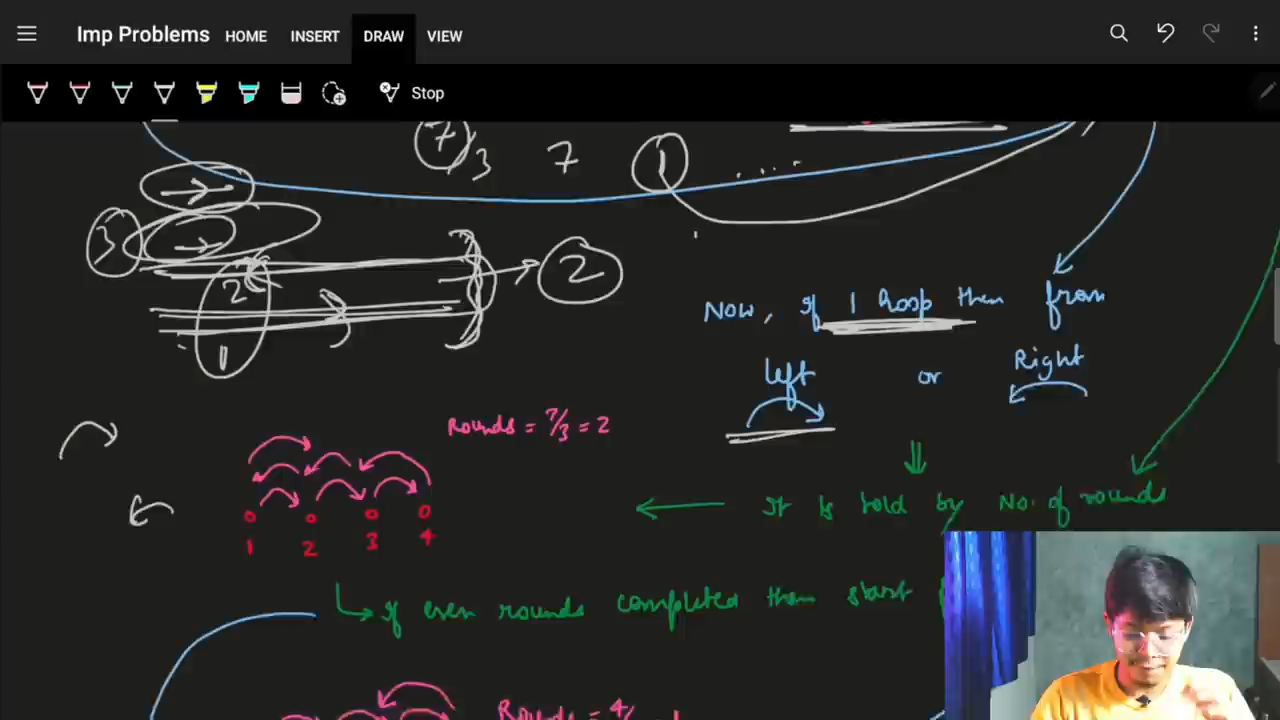 Imp Problems HOME INSERT DRAW VIEW
Stop
7/3 7 1 ....
3
2
1
2
Now, if 1 loop then from
left or Right
Rounds = 7/3 = 2
It is told by No. of rounds
1 2 3 4
if even rounds completed then start
Rounds = 4/